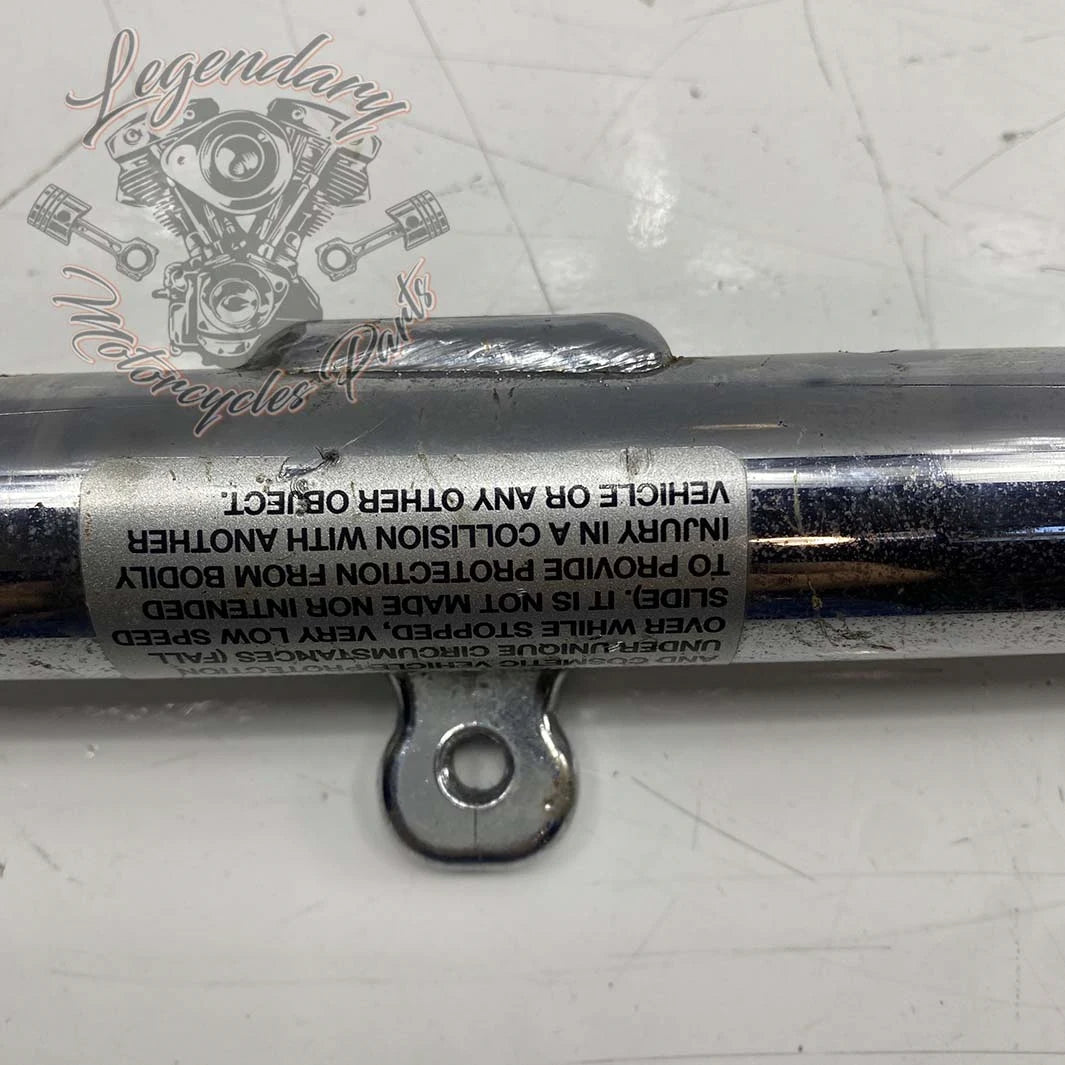 Legendary
Motorcycles Parts
AND COSMETIC VEHICLE PROTECTION
UNDER UNIQUE CIRCUMSTANCES (FALL
OVER WHILE STOPPED, VERY LOW SPEED
SLIDE). IT IS NOT MADE NOR INTENDED
TO PROVIDE PROTECTION FROM BODILY
INJURY IN A COLLISION WITH ANOTHER
VEHICLE OR ANY OTHER OBJECT.